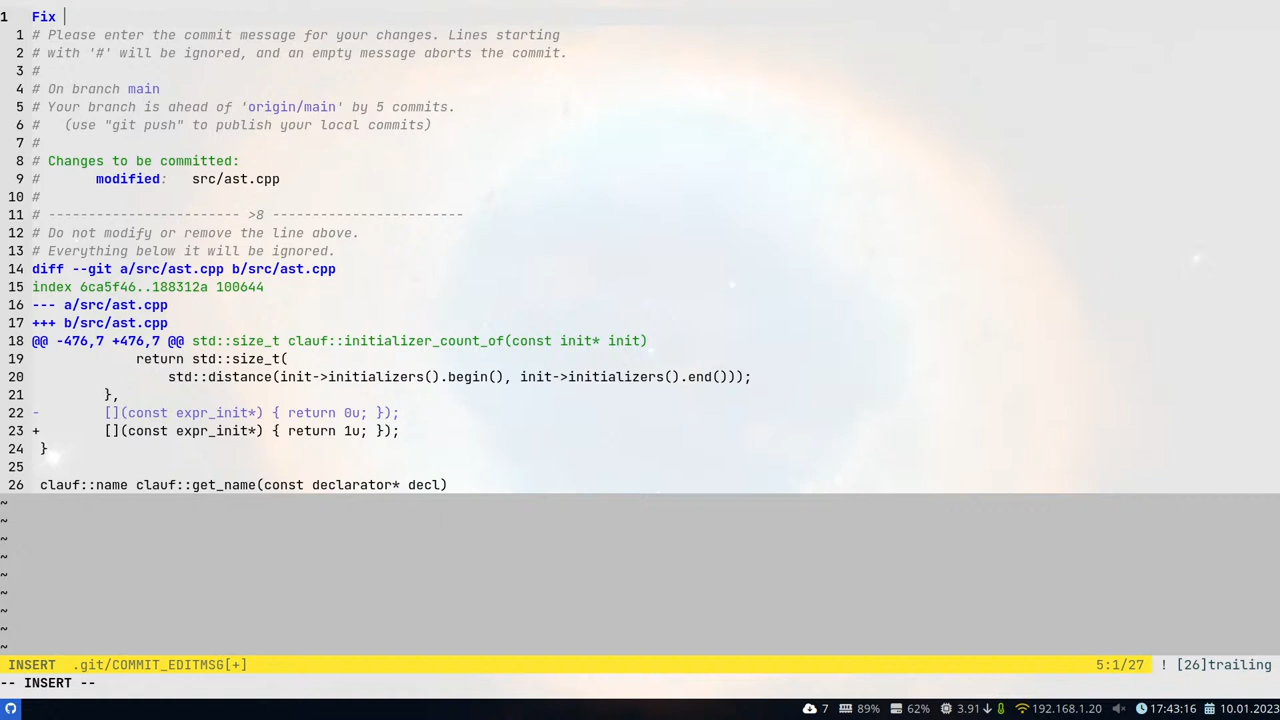 1 Fix
1 # Please enter the commit message for your changes. Lines starting
2 # with '#' will be ignored, and an empty message aborts the commit.
3 #
4 # On branch main
5 # Your branch is ahead of 'origin/main' by 5 commits.
6 #   (use "git push" to publish your local commits)
7 #
8 # Changes to be committed:
9 #       modified:   src/ast.cpp
10 #
11 # ------------------------ >8 ------------------------
12 # Do not modify or remove the line above.
13 # Everything below it will be ignored.
14 diff --git a/src/ast.cpp b/src/ast.cpp
15 index 6ca5f46..188312a 100644
16 --- a/src/ast.cpp
17 +++ b/src/ast.cpp
18 @@ -476,7 +476,7 @@ std::size_t clauf::initializer_count_of(const init* init)
19              return std::size_t(
20                  std::distance(init->initializers().begin(), init->initializers().end()));
21          },
22 -        [](const expr_init*) { return 0u; });
23 +        [](const expr_init*) { return 1u; });
24  }
25
26  clauf::name clauf::get_name(const declarator* decl)
~
~
~
~
~
~
~
~
~
INSERT  .git/COMMIT_EDITMSG[+] 5:1/27 ! [26]trailing
-- INSERT --
7 89% 62% 3.91 192.168.1.20 17:43:16 10.01.2023